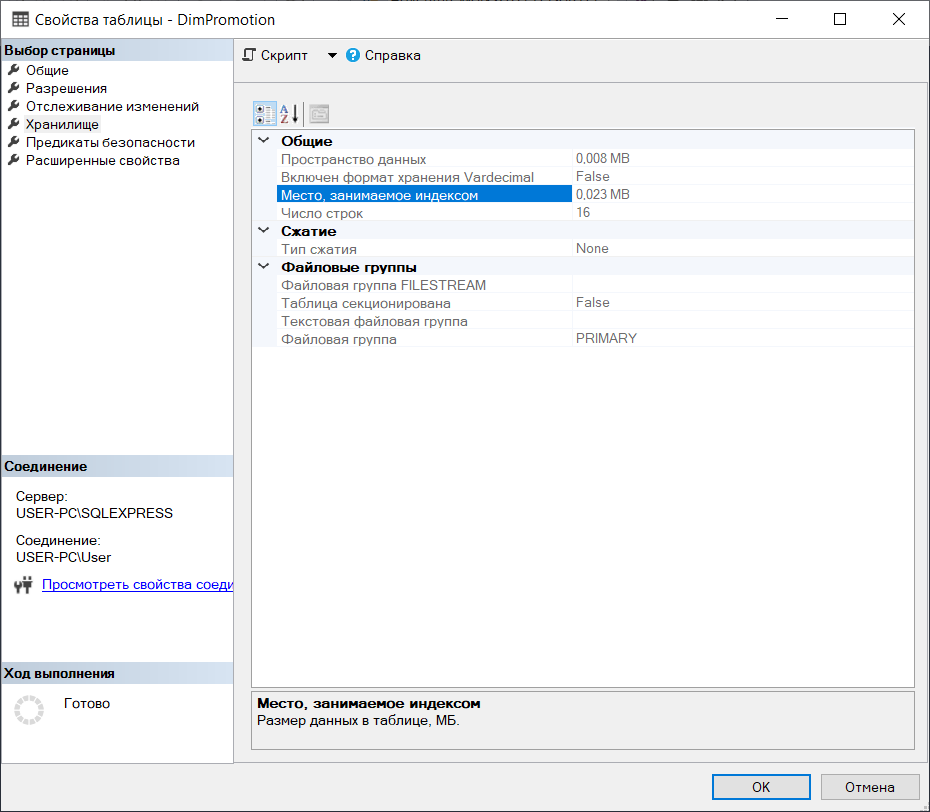 Свойства таблицы - DimPromotion
Выбор страницы
Общие
Разрешения
Отслеживание изменений
Хранилище
Предикаты безопасности
Расширенные свойства
Скрипт
Справка
Общие
Пространство данных 0,008 MB
Включен формат хранения Vardecimal False
Место, занимаемое индексом 0,023 MB
Число строк 16
Сжатие
Тип сжатия None
Файловые группы
Файловая группа FILESTREAM
Таблица секционирована False
Текстовая файловая группа
Файловая группа PRIMARY
Соединение
Сервер:
USER-PC\SQLEXPRESS
Соединение:
USER-PC\User
Просмотреть свойства соеди
Ход выполнения
Готово
Место, занимаемое индексом
Размер данных в таблице, МБ.
OK
Отмена